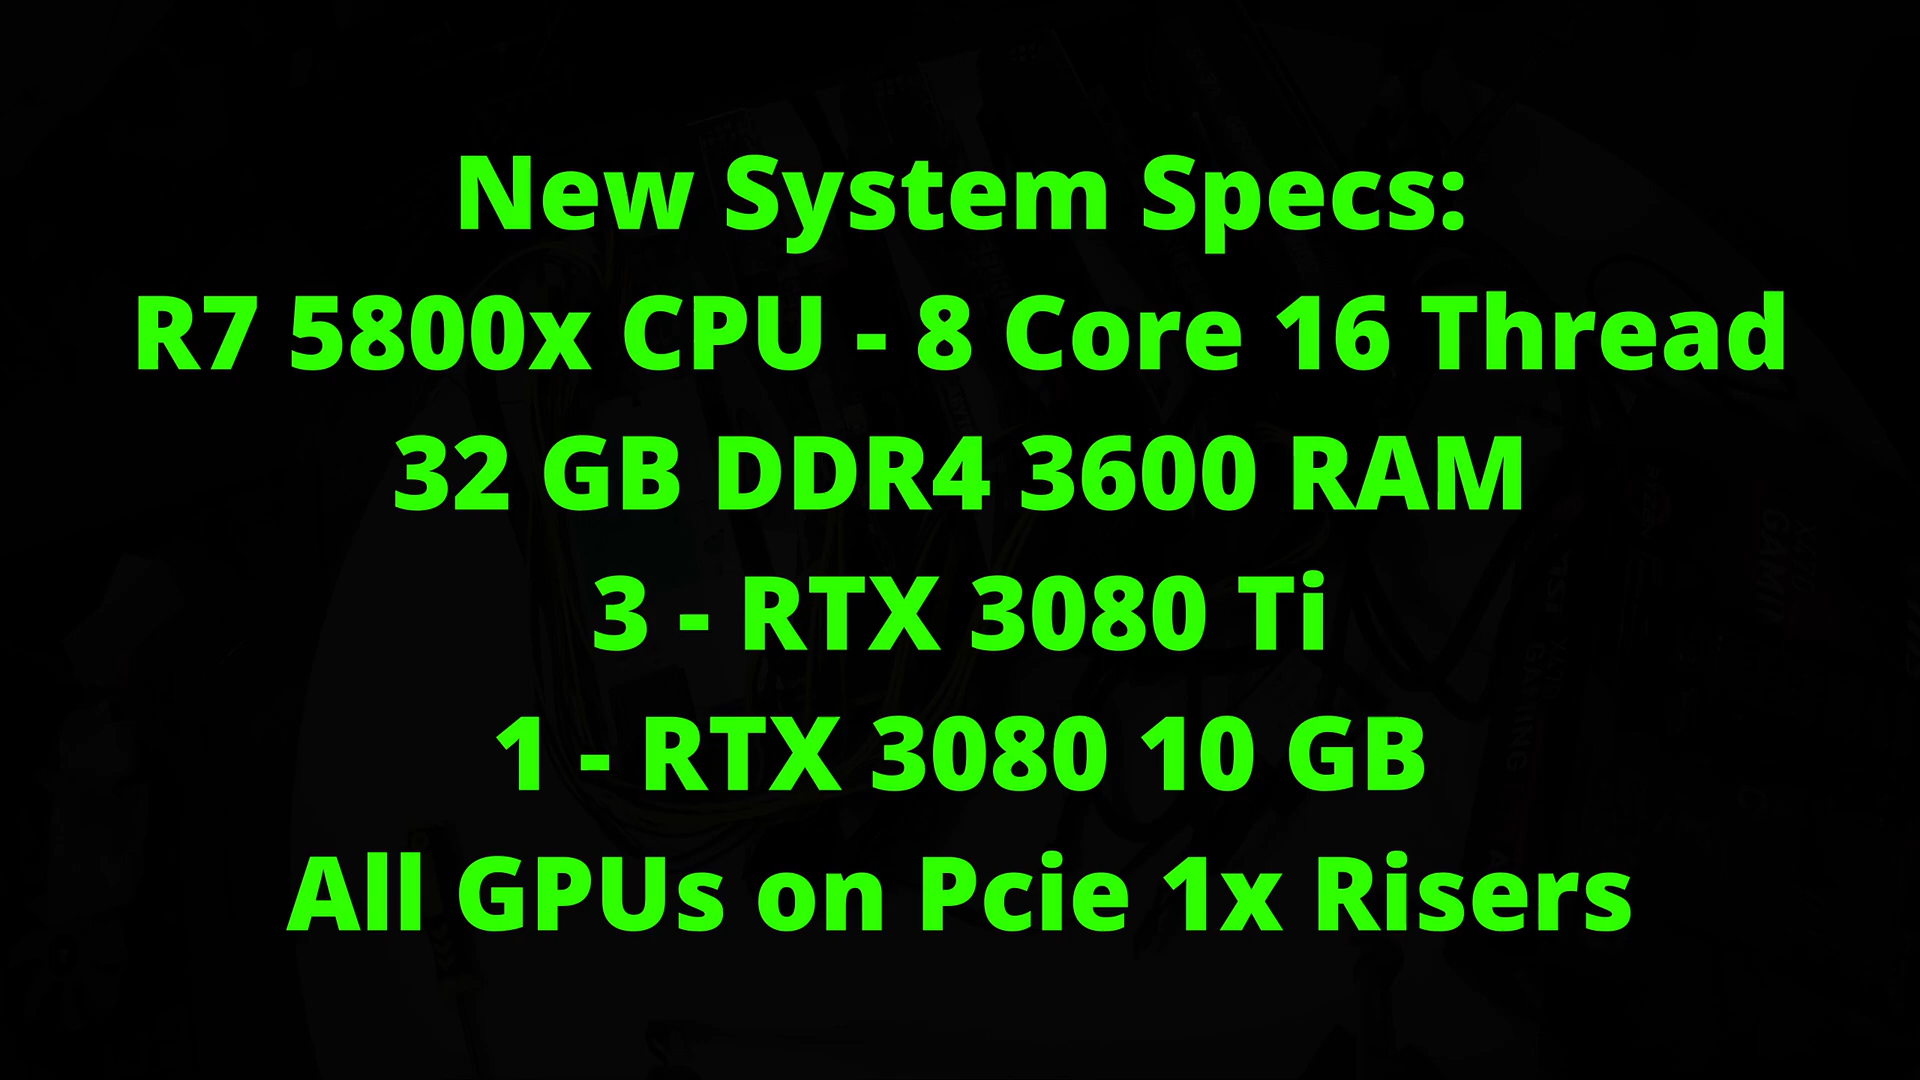 New System Specs:
R7 5800x CPU - 8 Core 16 Thread
32 GB DDR4 3600 RAM
3 - RTX 3080 Ti
1 - RTX 3080 10 GB
All GPUs on Pcie 1x Risers